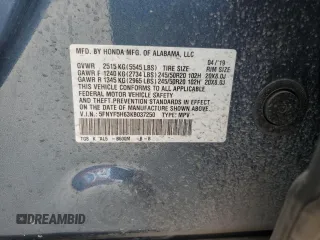 MFD. BY HONDA MFG. OF ALABAMA, LLC
04/19
GVWR 2515 KG (5545 LBS) TIRE SIZE RIM SIZE
GAWR F 1240 KG (2734 LBS) 245/50R20 102H 20X8.0J
GAWR R 1345 KG (2965 LBS) 245/50R20 102H 20X8.0J
THIS VEHICLE CONFORMS TO ALL APPLICABLE
FEDERAL MOTOR VEHICLE SAFETY STANDARDS
IN EFFECT ON THE DATE OF MANUFACTURE
SHOWN ABOVE.
V.I.N.: 5FNYF5H63KB037250 TYPE: MPV
DREAMBID